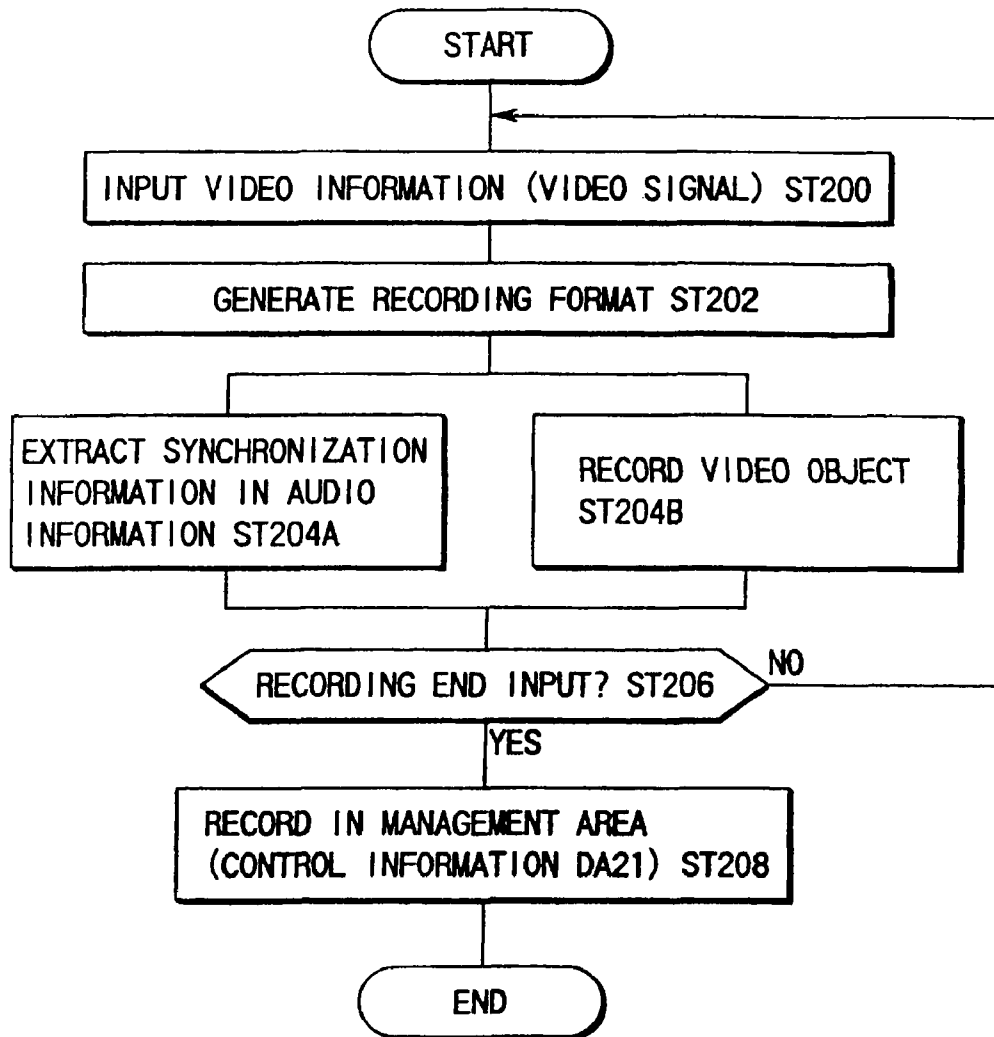 START
INPUT VIDEO INFORMATION (VIDEO SIGNAL) ST200
GENERATE RECORDING FORMAT ST202
EXTRACT SYNCHRONIZATION
INFORMATION IN AUDIO
INFORMATION ST204A
RECORD VIDEO OBJECT
ST204B
RECORDING END INPUT? ST206
NO
YES
RECORD IN MANAGEMENT AREA
(CONTROL INFORMATION DA21) ST208
END